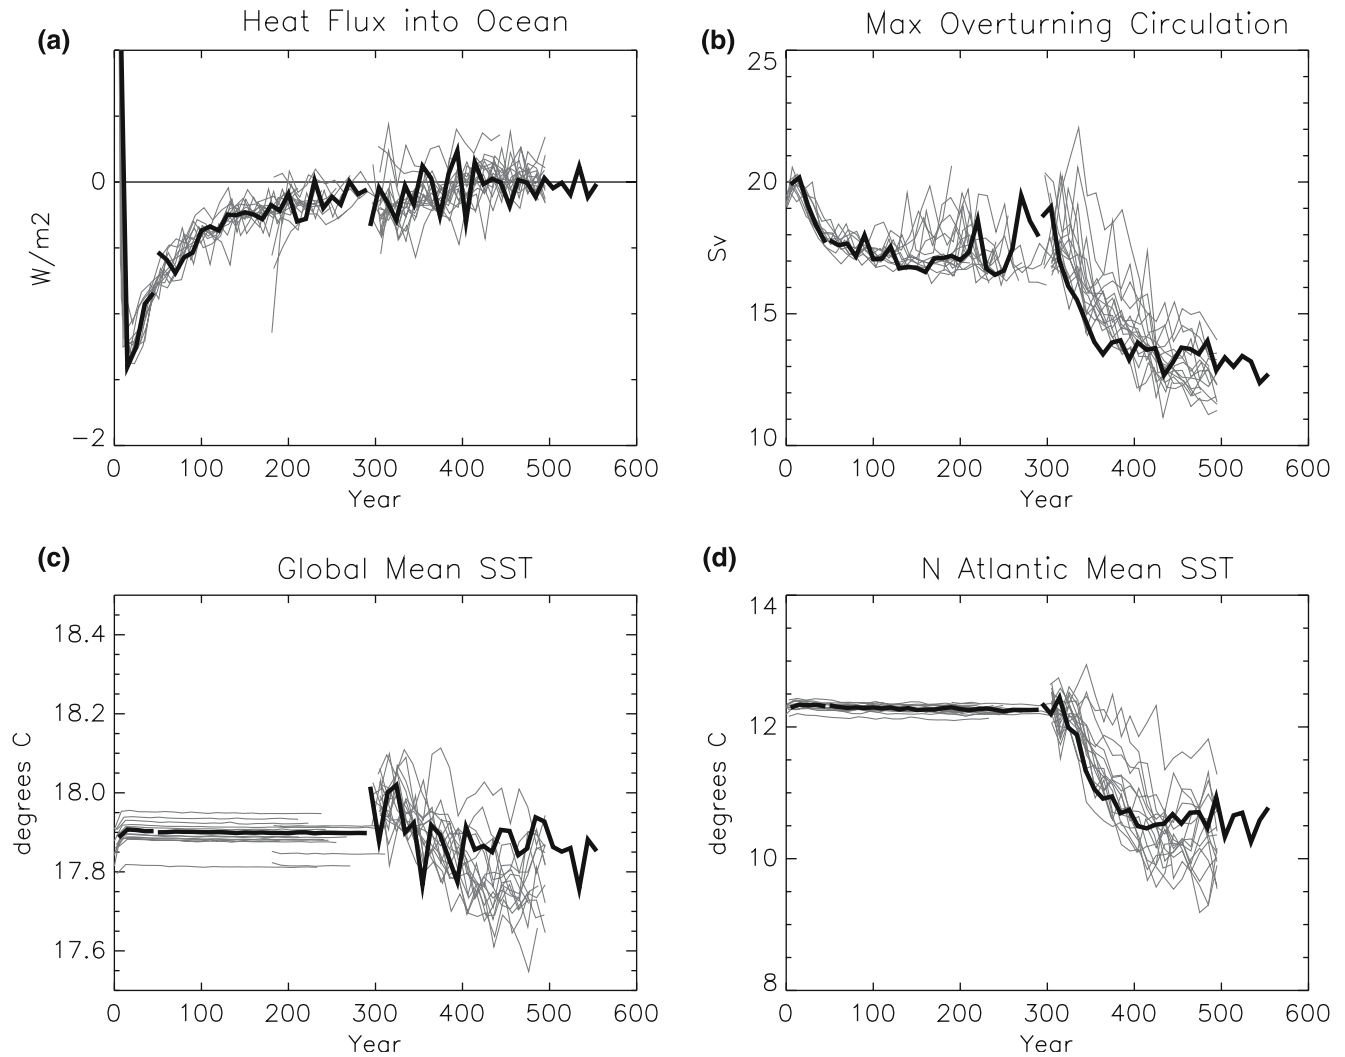 (a) Heat Flux into Ocean
W/m2
0
−2
0 100 200 300 400 500 600
Year
(b) Max Overturning Circulation
Sv
25
20
15
10
0 100 200 300 400 500 600
Year
(c) Global Mean SST
degrees C
18.4
18.2
18.0
17.8
17.6
0 100 200 300 400 500 600
Year
(d) N Atlantic Mean SST
degrees C
14
12
10
8
0 100 200 300 400 500 600
Year